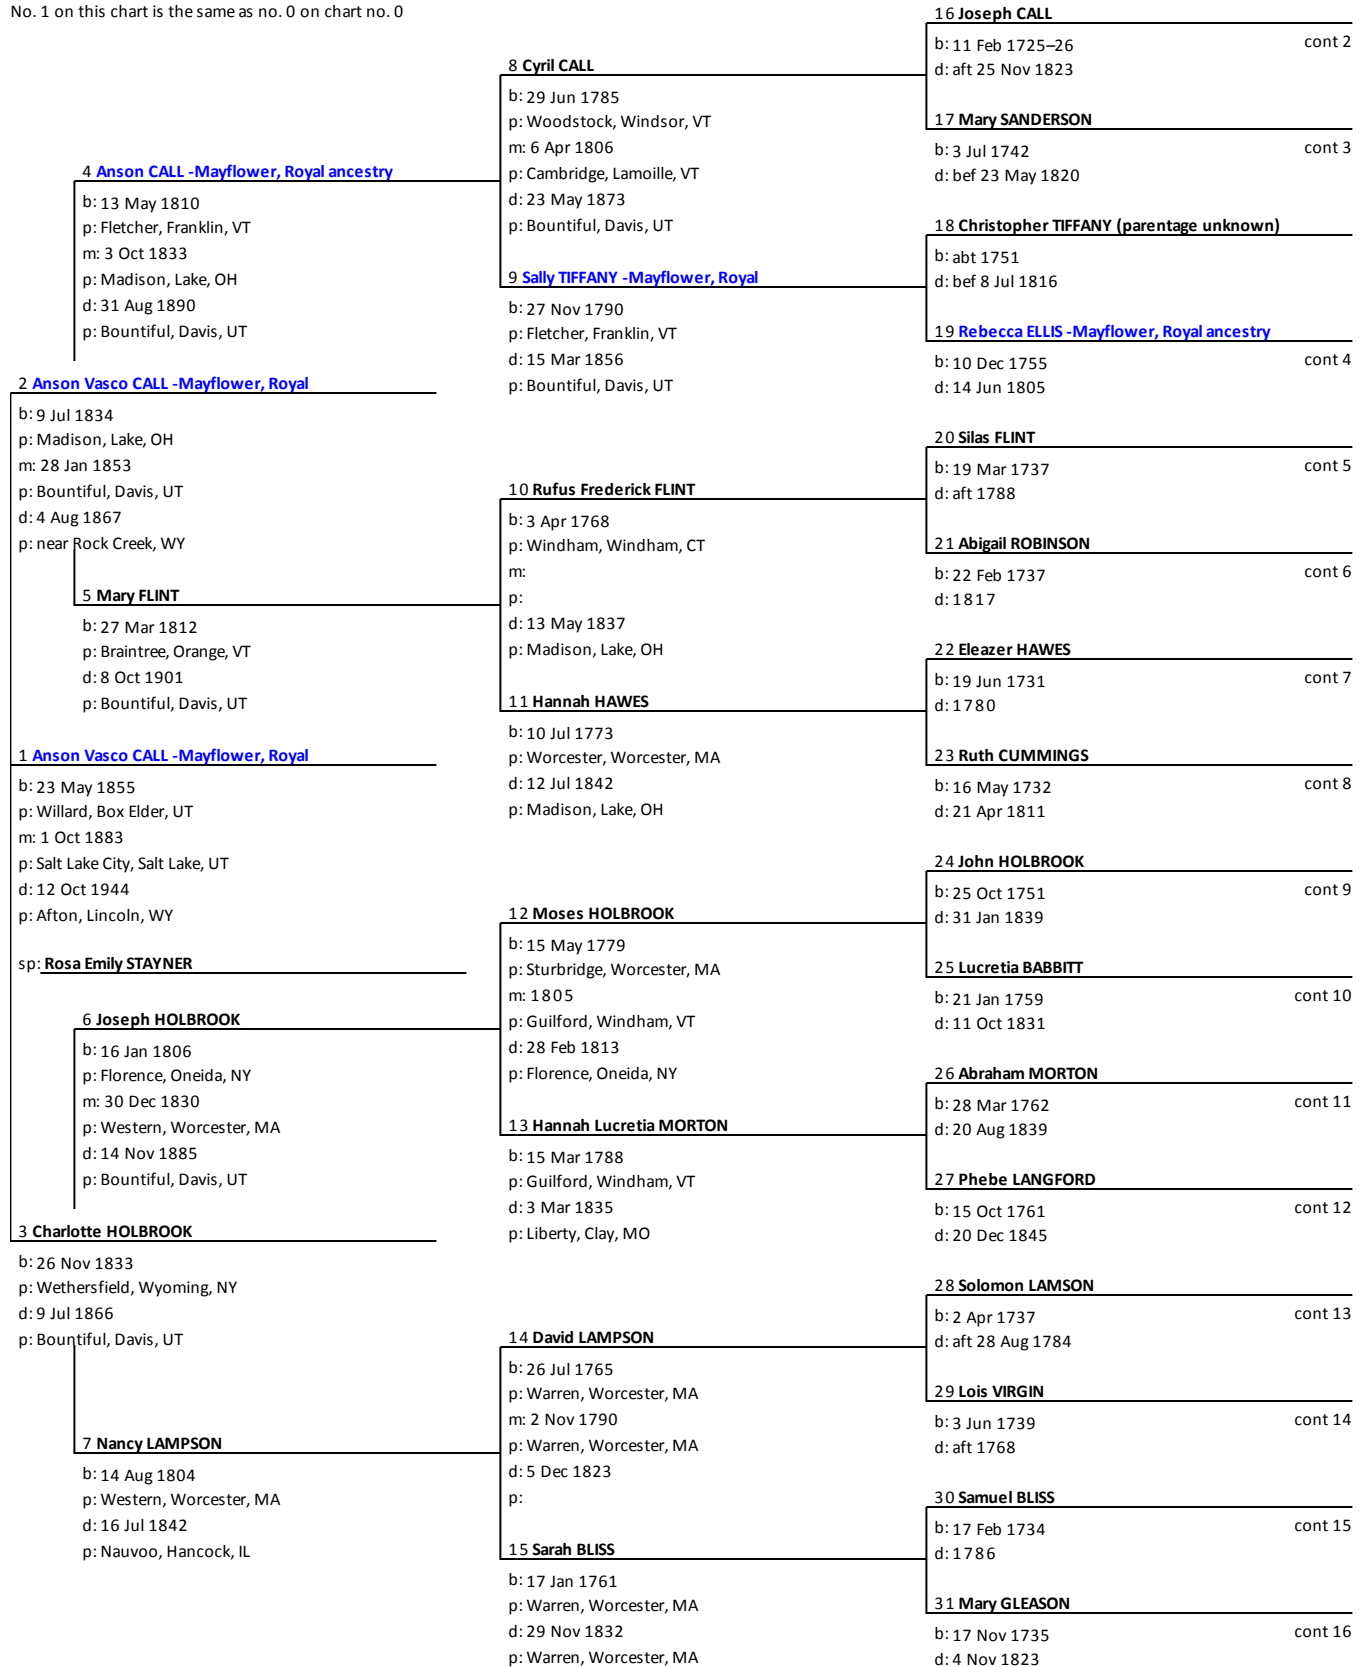 No. 1 on this chart is the same as no. 0 on chart no. 0
16 Joseph CALL
b: 11 Feb 1725–26
cont 2
d: aft 25 Nov 1823
8 Cyril CALL
b: 29 Jun 1785
p: Woodstock, Windsor, VT
m: 6 Apr 1806
p: Cambridge, Lamoille, VT
d: 23 May 1873
p: Bountiful, Davis, UT
17 Mary SANDERSON
b: 3 Jul 1742
cont 3
d: bef 23 May 1820
4 Anson CALL -Mayflower, Royal ancestry
b: 13 May 1810
p: Fletcher, Franklin, VT
m: 3 Oct 1833
p: Madison, Lake, OH
d: 31 Aug 1890
p: Bountiful, Davis, UT
18 Christopher TIFFANY (parentage unknown)
b: abt 1751
d: bef 8 Jul 1816
9 Sally TIFFANY -Mayflower, Royal
b: 27 Nov 1790
p: Fletcher, Franklin, VT
d: 15 Mar 1856
p: Bountiful, Davis, UT
19 Rebecca ELLIS -Mayflower, Royal ancestry
b: 10 Dec 1755
cont 4
d: 14 Jun 1805
2 Anson Vasco CALL -Mayflower, Royal
b: 9 Jul 1834
p: Madison, Lake, OH
m: 28 Jan 1853
p: Bountiful, Davis, UT
d: 4 Aug 1867
p: near Rock Creek, WY
20 Silas FLINT
b: 19 Mar 1737
cont 5
d: aft 1788
10 Rufus Frederick FLINT
b: 3 Apr 1768
p: Windham, Windham, CT
m:
p:
d: 13 May 1837
p: Madison, Lake, OH
21 Abigail ROBINSON
b: 22 Feb 1737
cont 6
d: 1817
5 Mary FLINT
b: 27 Mar 1812
p: Braintree, Orange, VT
d: 8 Oct 1901
p: Bountiful, Davis, UT
22 Eleazer HAWES
b: 19 Jun 1731
cont 7
d: 1780
11 Hannah HAWES
b: 10 Jul 1773
p: Worcester, Worcester, MA
d: 12 Jul 1842
p: Madison, Lake, OH
23 Ruth CUMMINGS
b: 16 May 1732
cont 8
d: 21 Apr 1811
1 Anson Vasco CALL -Mayflower, Royal
b: 23 May 1855
p: Willard, Box Elder, UT
m: 1 Oct 1883
p: Salt Lake City, Salt Lake, UT
d: 12 Oct 1944
p: Afton, Lincoln, WY
sp: Rosa Emily STAYNER
24 John HOLBROOK
b: 25 Oct 1751
cont 9
d: 31 Jan 1839
12 Moses HOLBROOK
b: 15 May 1779
p: Sturbridge, Worcester, MA
m: 1805
p: Guilford, Windham, VT
d: 28 Feb 1813
p: Florence, Oneida, NY
25 Lucretia BABBITT
b: 21 Jan 1759
cont 10
d: 11 Oct 1831
6 Joseph HOLBROOK
b: 16 Jan 1806
p: Florence, Oneida, NY
m: 30 Dec 1830
p: Western, Worcester, MA
d: 14 Nov 1885
p: Bountiful, Davis, UT
26 Abraham MORTON
b: 28 Mar 1762
cont 11
d: 20 Aug 1839
13 Hannah Lucretia MORTON
b: 15 Mar 1788
p: Guilford, Windham, VT
d: 3 Mar 1835
p: Liberty, Clay, MO
27 Phebe LANGFORD
b: 15 Oct 1761
cont 12
d: 20 Dec 1845
3 Charlotte HOLBROOK
b: 26 Nov 1833
p: Wethersfield, Wyoming, NY
d: 9 Jul 1866
p: Bountiful, Davis, UT
28 Solomon LAMSON
b: 2 Apr 1737
cont 13
d: aft 28 Aug 1784
14 David LAMPSON
b: 26 Jul 1765
p: Warren, Worcester, MA
m: 2 Nov 1790
p: Warren, Worcester, MA
d: 5 Dec 1823
p:
29 Lois VIRGIN
b: 3 Jun 1739
cont 14
d: aft 1768
7 Nancy LAMPSON
b: 14 Aug 1804
p: Western, Worcester, MA
d: 16 Jul 1842
p: Nauvoo, Hancock, IL
30 Samuel BLISS
b: 17 Feb 1734
cont 15
d: 1786
15 Sarah BLISS
b: 17 Jan 1761
p: Warren, Worcester, MA
d: 29 Nov 1832
p: Warren, Worcester, MA
31 Mary GLEASON
b: 17 Nov 1735
cont 16
d: 4 Nov 1823